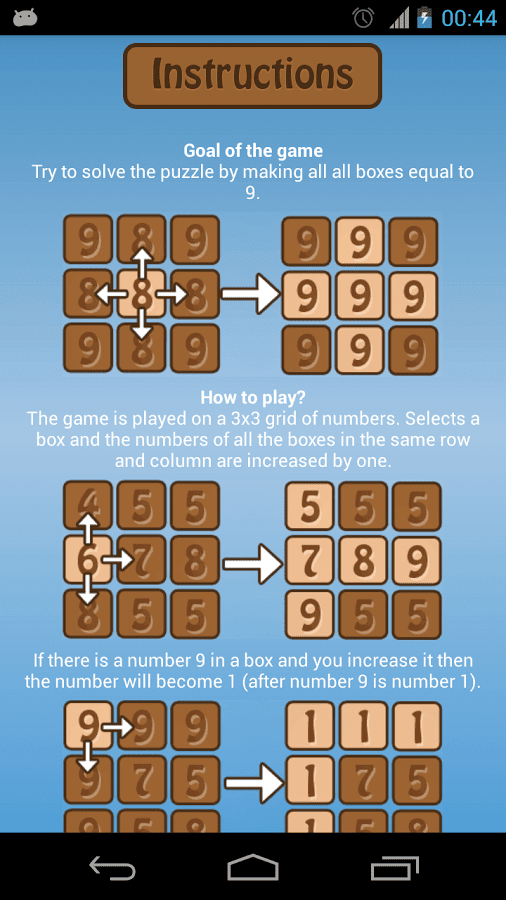 00:44
Instructions
Goal of the game
Try to solve the puzzle by making all all boxes equal to
9.
9 8 9 9 9 9
8 8 8 9 9 9
9 8 9 9 9 9
How to play?
The game is played on a 3x3 grid of numbers. Selects a
box and the numbers of all the boxes in the same row
and column are increased by one.
4 5 5 5 5 5
6 7 8 7 8 9
8 5 5 9 5 5
If there is a number 9 in a box and you increase it then
the number will become 1 (after number 9 is number 1).
9 9 9 1 1 1
9 7 5 1 7 5
9 5 8 1 5 8